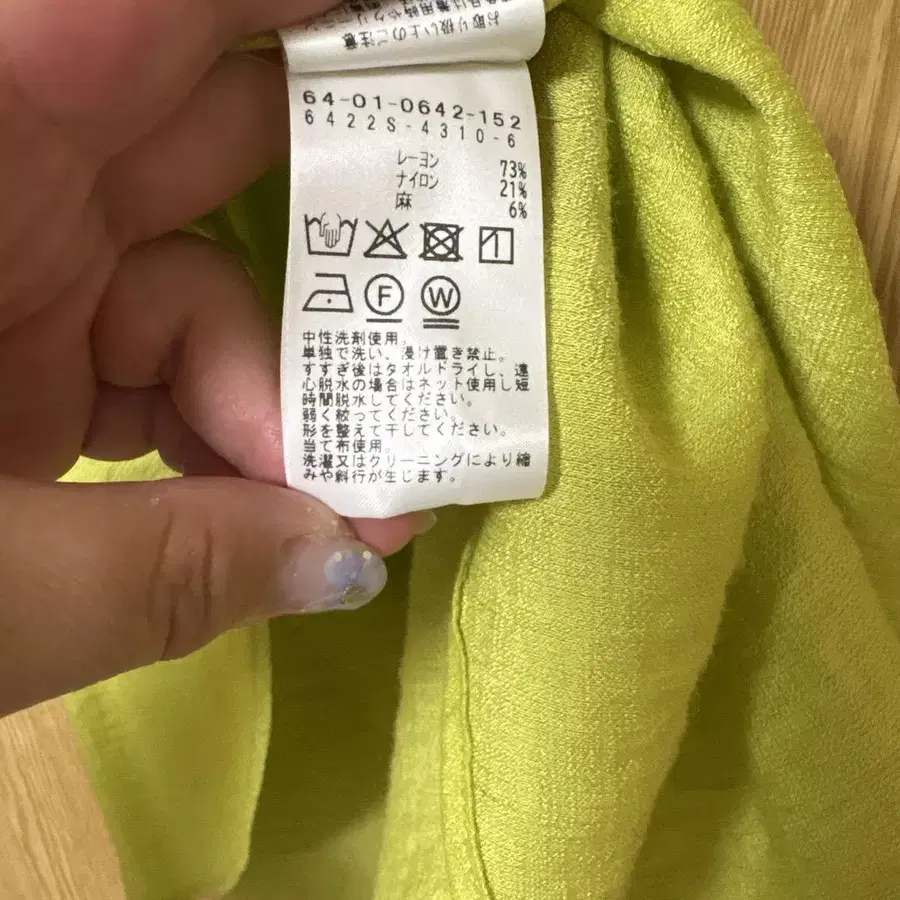 お取り扱い上のご注意
64-01-0642-152
6422S-4310-6
レーヨン 73%
ナイロン 21%
麻 6%
F W
中性洗剤使用。
単独で洗い、浸け置き禁止。
すすぎ後はタオルドライし、遠
心脱水の場合はネット使用し短
時間脱水してください。
弱く絞ってください。
形を整えて干してください。
当て布使用。
洗濯又はクリーニングにより縮
みや斜行が生じます。